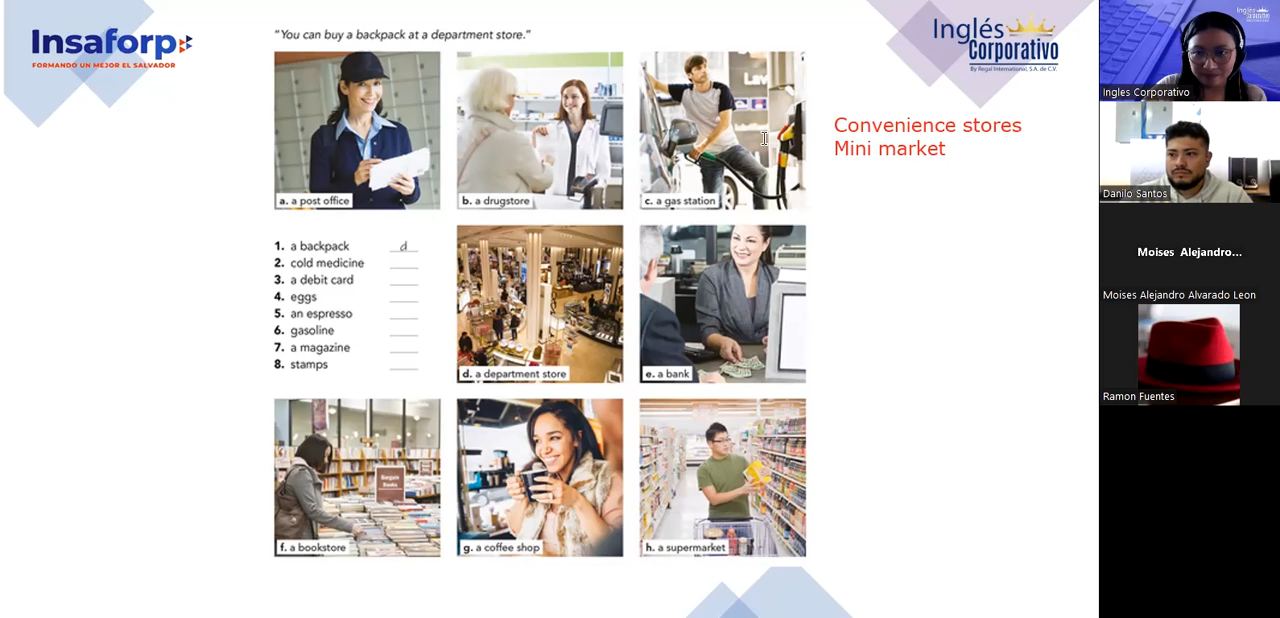 Insaforp
FORMANDO UN MEJOR EL SALVADOR
"You can buy a backpack at a department store."
Inglés
Corporativo
By Regal International, S.A. de C.V.
Convenience stores
Mini market
a. a post office
b. a drugstore
c. a gas station
1. a backpack d
2. cold medicine
3. a debit card
4. eggs
5. an espresso
6. gasoline
7. a magazine
8. stamps
d. a department store
e. a bank
f. a bookstore
g. a coffee shop
h. a supermarket
Ingles Corporativo
Danilo Santos
Moises Alejandro...
Moises Alejandro Alvarado Leon
Ramon Fuentes